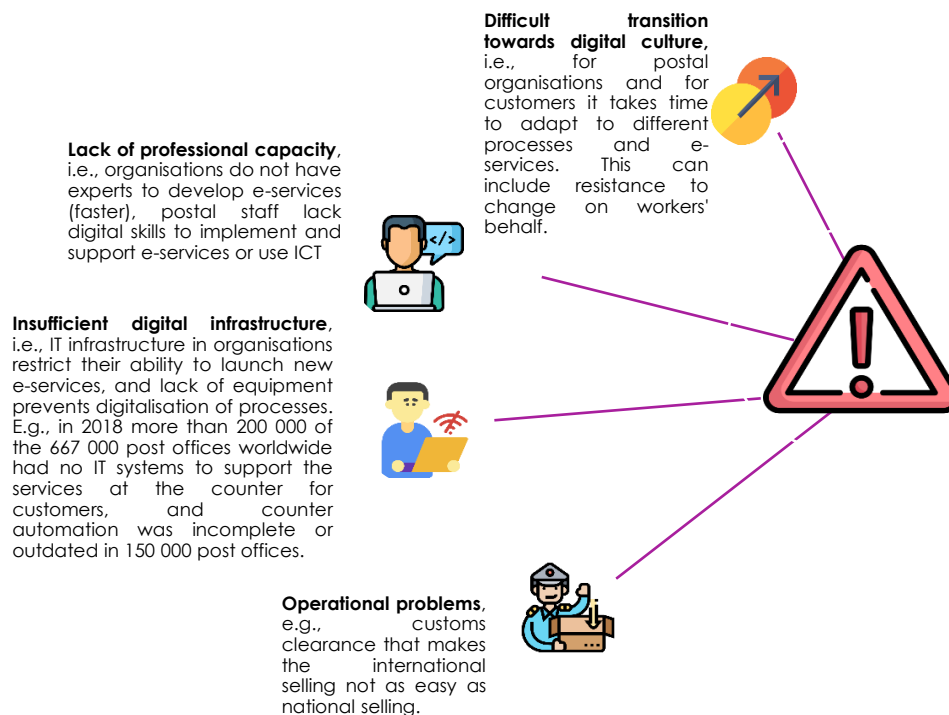 Difficult transition
towards digital culture,
i.e., for postal
organisations and for
customers it takes time
to adapt to different
processes and e-
services. This can
include resistance to
change on workers'
behalf.
Lack of professional capacity,
i.e., organisations do not have
experts to develop e-services
(faster), postal staff lack
digital skills to implement and
support e-services or use ICT
</>
Insufficient digital infrastructure,
i.e., IT infrastructure in organisations
restrict their ability to launch new
e-services, and lack of equipment
prevents digitalisation of processes.
E.g., in 2018 more than 200 000 of
the 667 000 post offices worldwide
had no IT systems to support the
services at the counter for
customers, and counter
automation was incomplete or
outdated in 150 000 post offices.
Operational problems,
e.g., customs
clearance that makes
the international
selling not as easy as
national selling.